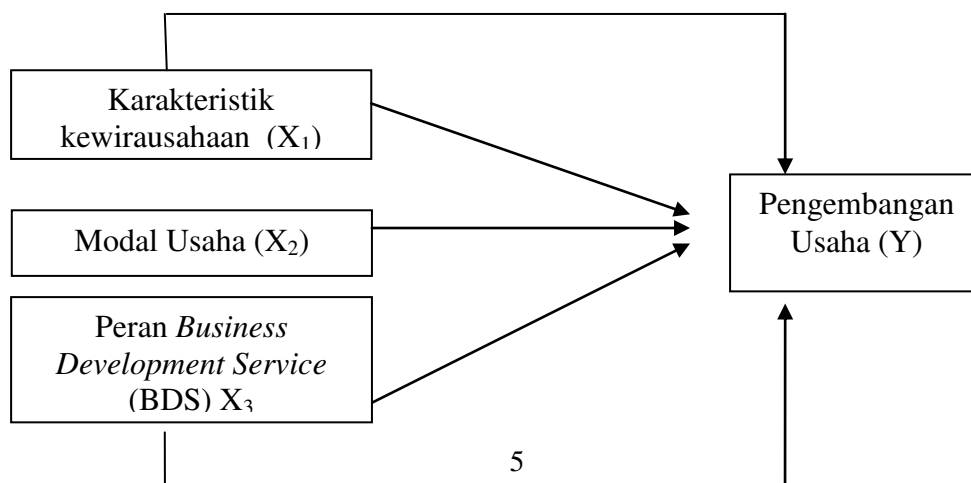 Karakteristik
kewirausahaan (X₁)
Modal Usaha (X₂)
Peran Business
Development Service
(BDS) X₃
Pengembangan
Usaha (Y)
5